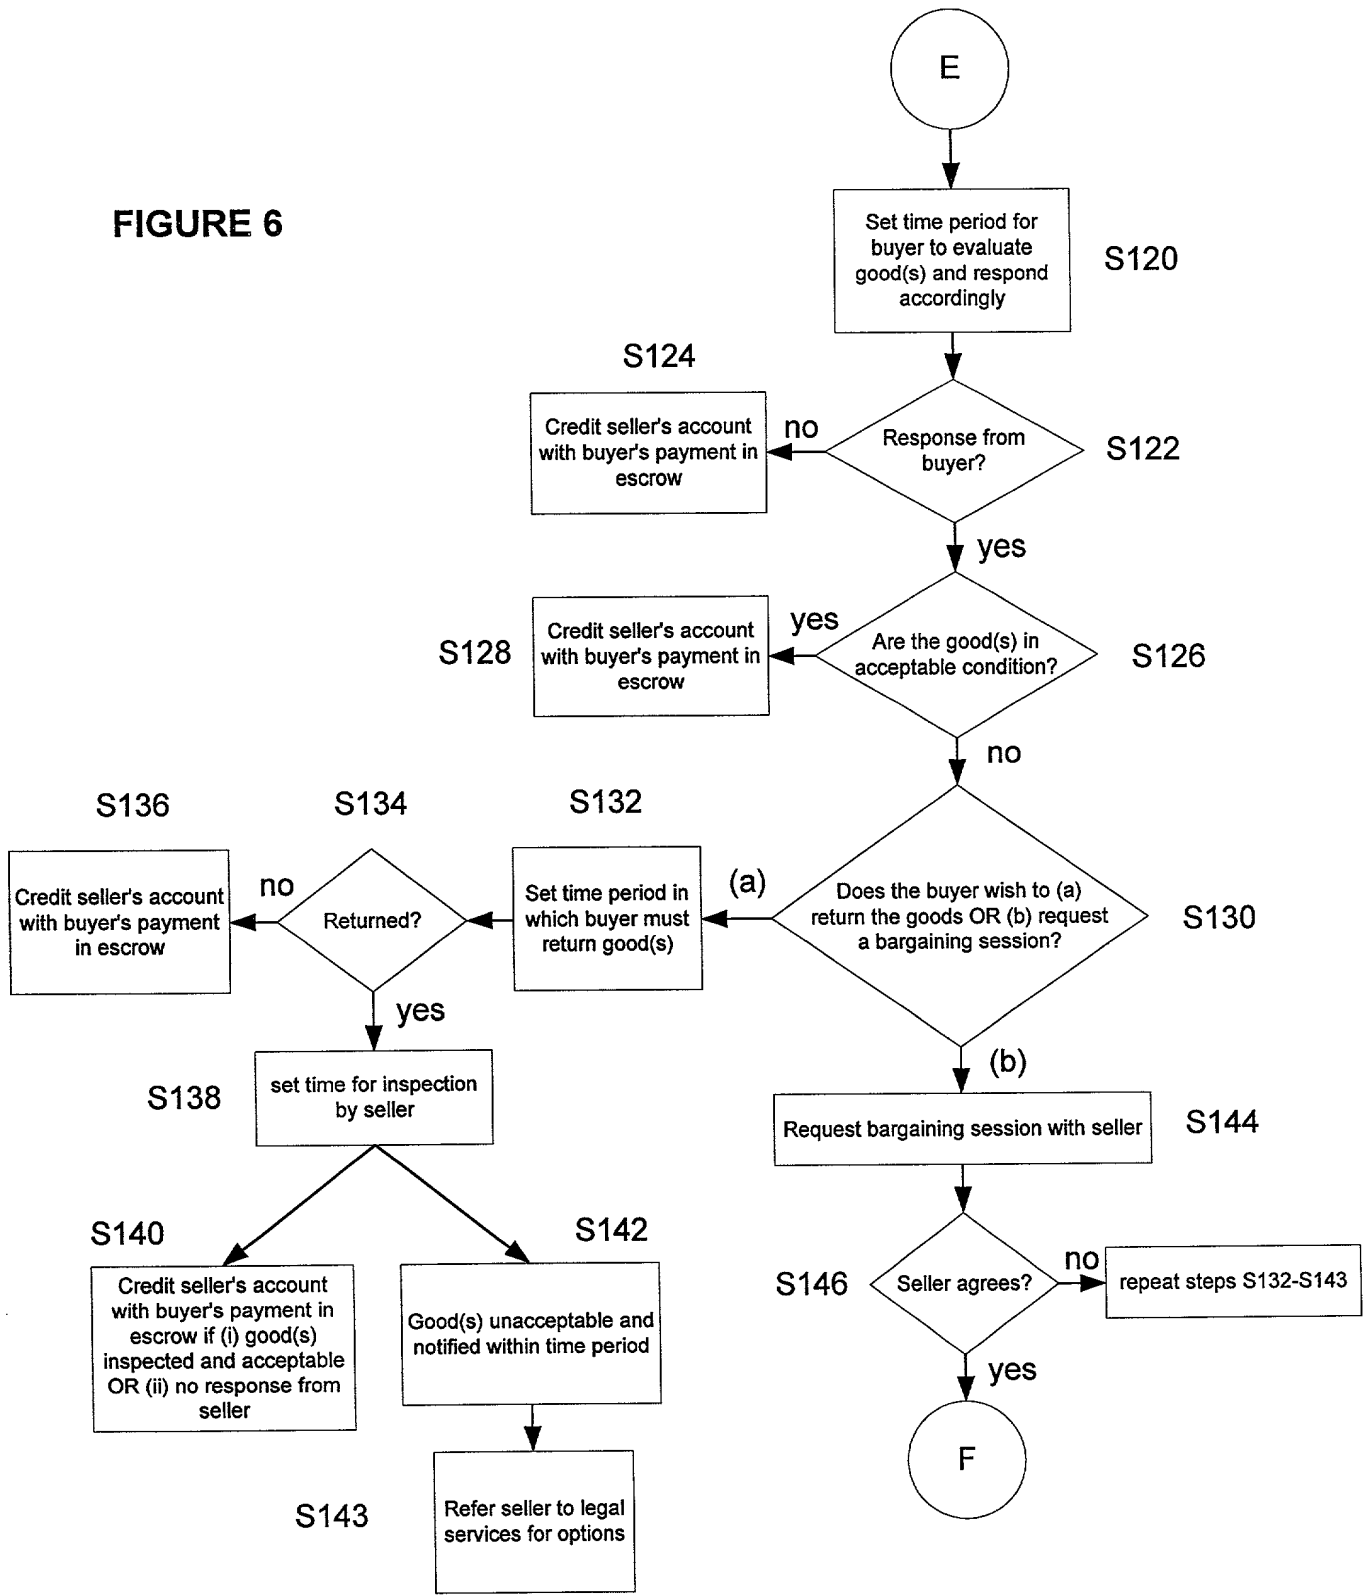 E
FIGURE 6
Set time period for
buyer to evaluate
good(s) and respond
accordingly
S120
S124
Credit seller's account
with buyer's payment in
escrow
no
Response from
buyer?
S122
yes
S128
Credit seller's account
with buyer's payment in
escrow
yes
Are the good(s) in
acceptable condition?
S126
no
S136
S134
S132
Credit seller's account
with buyer's payment
in escrow
no
Returned?
Set time period in
which buyer must
return good(s)
(a)
Does the buyer wish to (a)
return the goods OR (b) request
a bargaining session?
S130
yes
(b)
S138
set time for inspection
by seller
Request bargaining session with seller
S144
S140
S142
Credit seller's account
with buyer's payment in
escrow if (i) good(s)
inspected and acceptable
OR (ii) no response from
seller
Good(s) unacceptable and
notified within time period
S146
Seller agrees?
no
repeat steps S132-S143
yes
F
S143
Refer seller to legal
services for options